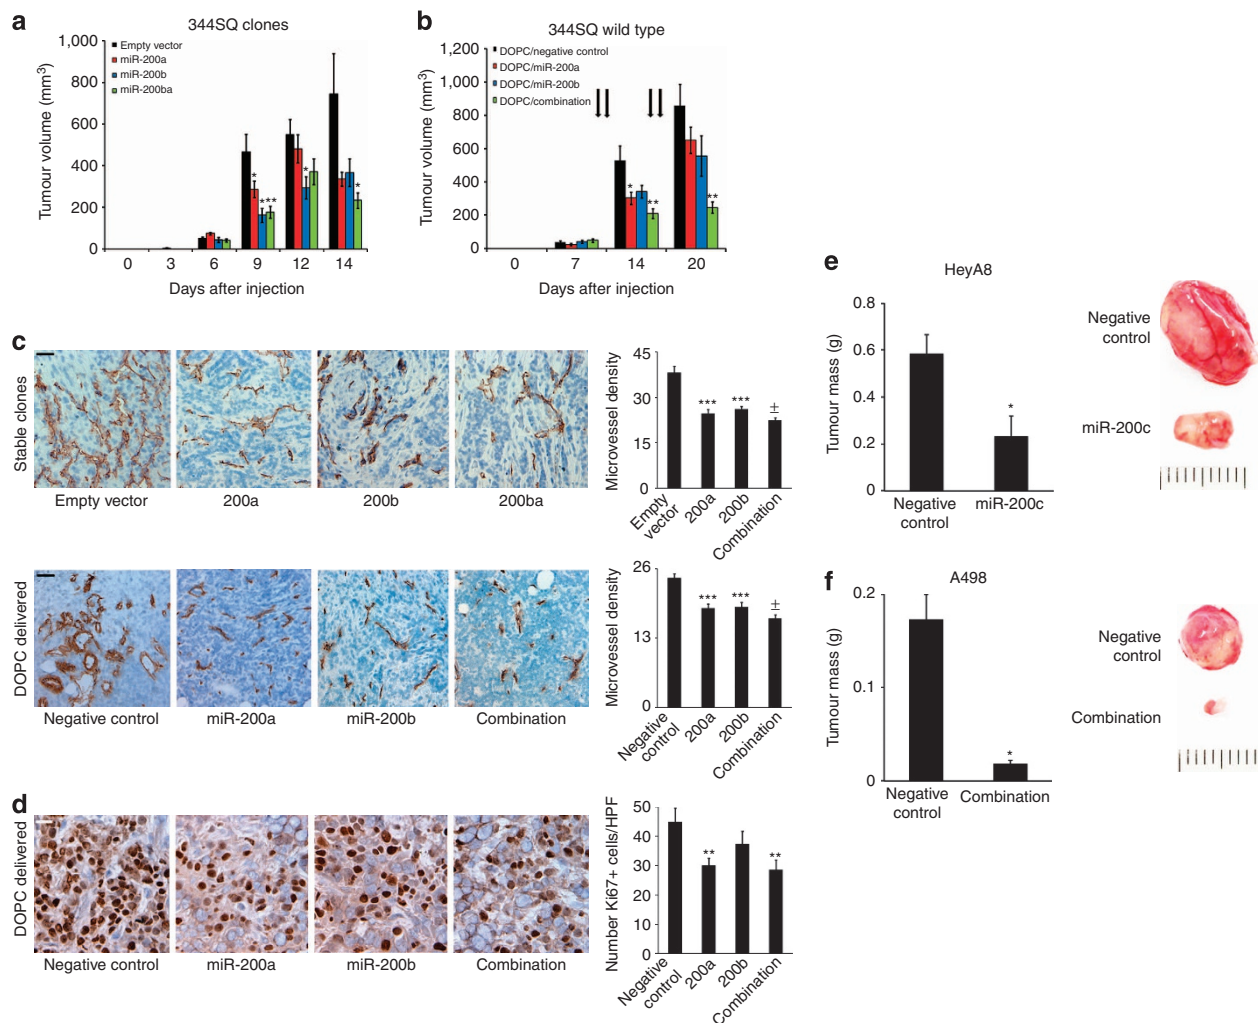 a
344SQ clones
Tumour volume (mm3)
1,000
800
600
400
200
0
Empty vector
miR-200a
miR-200b
miR-200ba
*
*
**
*
*
0 3 6 9 12 14
Days after injection
b
344SQ wild type
Tumour volume (mm3)
1,200
1,000
800
600
400
200
0
DOPC/negative control
DOPC/miR-200a
DOPC/miR-200b
DOPC/combination
*
**
**
0 7 14 20
Days after injection
c
Stable clones
Empty vector
200a
200b
200ba
Microvessel density
45
30
15
0
***
***
±
Empty
vector
200a
200b
Combination
DOPC delivered
Negative control
miR-200a
miR-200b
Combination
Microvessel density
26
13
0
***
***
±
Negative
control
200a
200b
Combination
d
DOPC delivered
Negative control
miR-200a
miR-200b
Combination
Number Ki67+ cells/HPF
50
40
30
20
10
0
**
**
Negative
control
200a
200b
Combination
e
HeyA8
Tumour mass (g)
0.8
0.6
0.4
0.2
0
*
Negative
control
miR-200c
Negative
control
miR-200c
f
A498
Tumour mass (g)
0.2
0.1
0
*
Negative
control
Combination
Negative
control
Combination